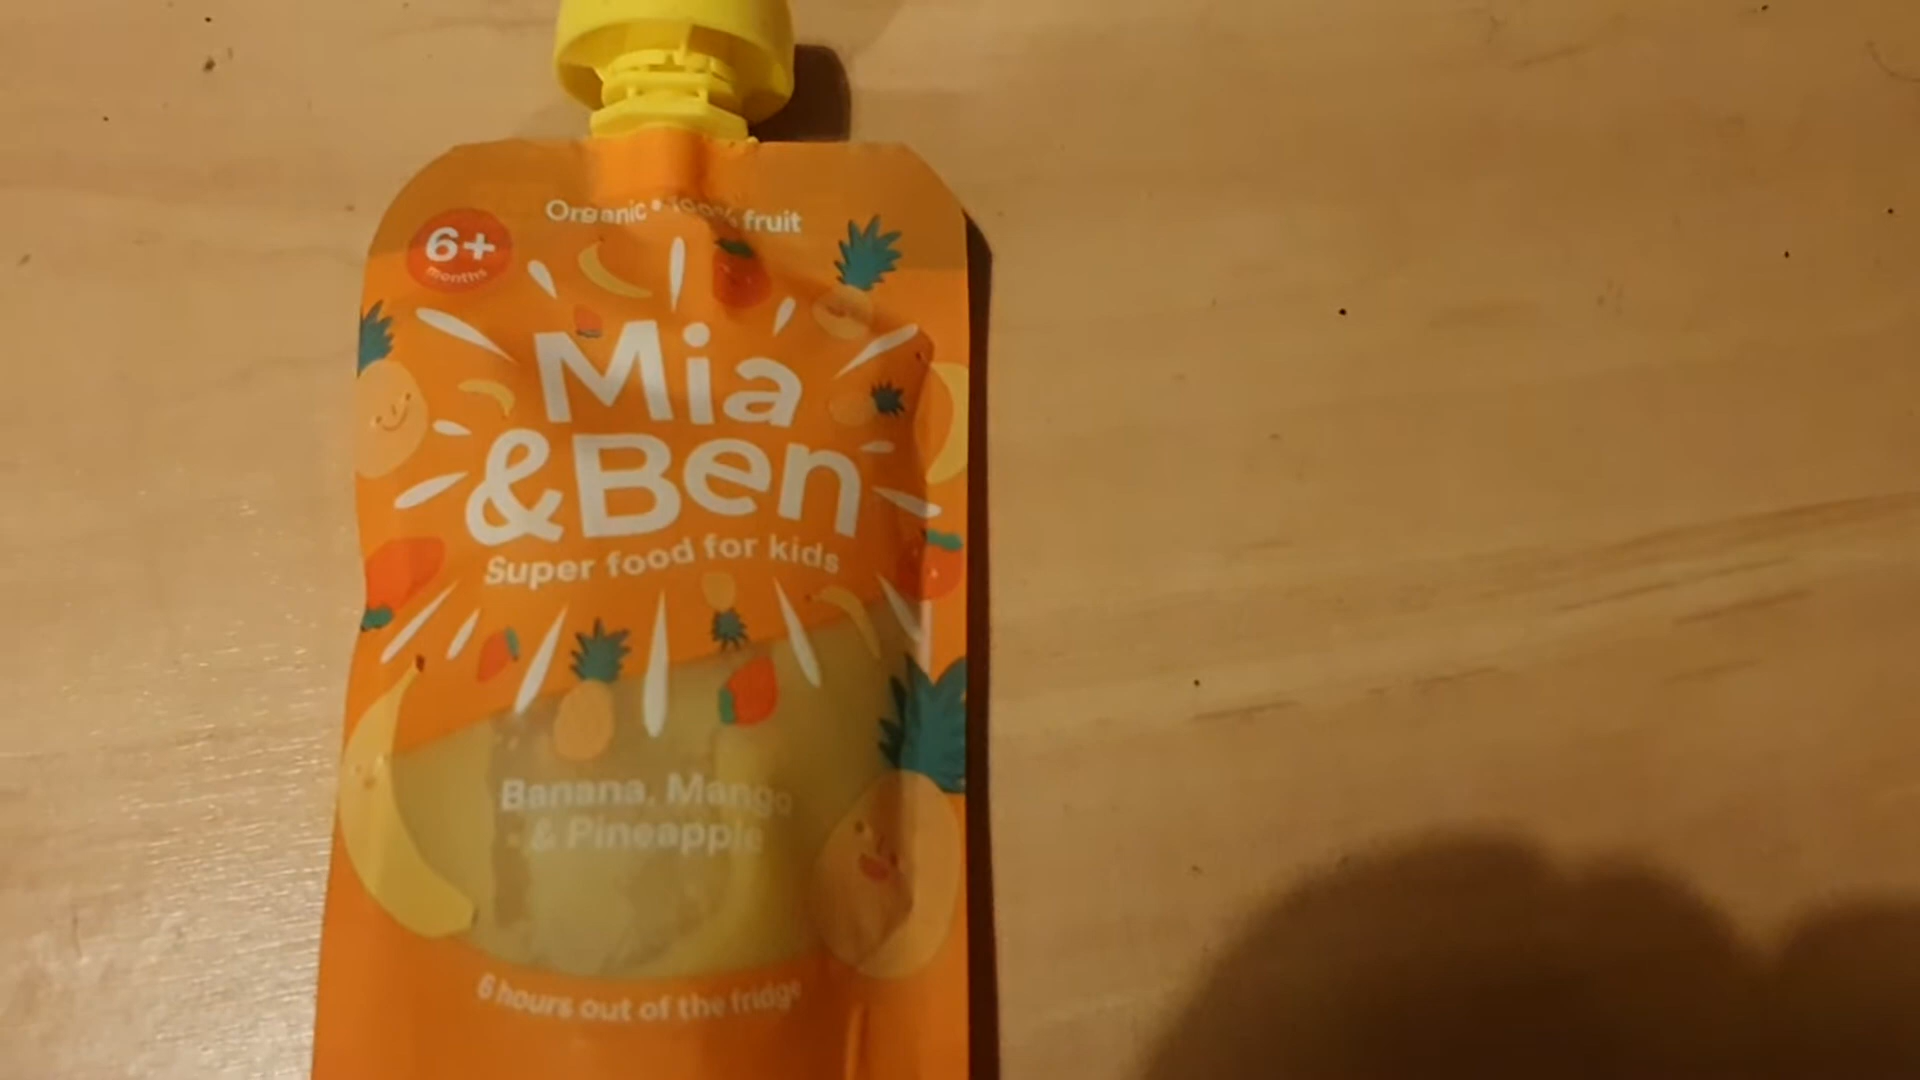 Organic • 100% fruit
6+
months
Mia
&Ben
Super food for kids
Banana, Mango
& Pineapple
6 hours out of the fridge